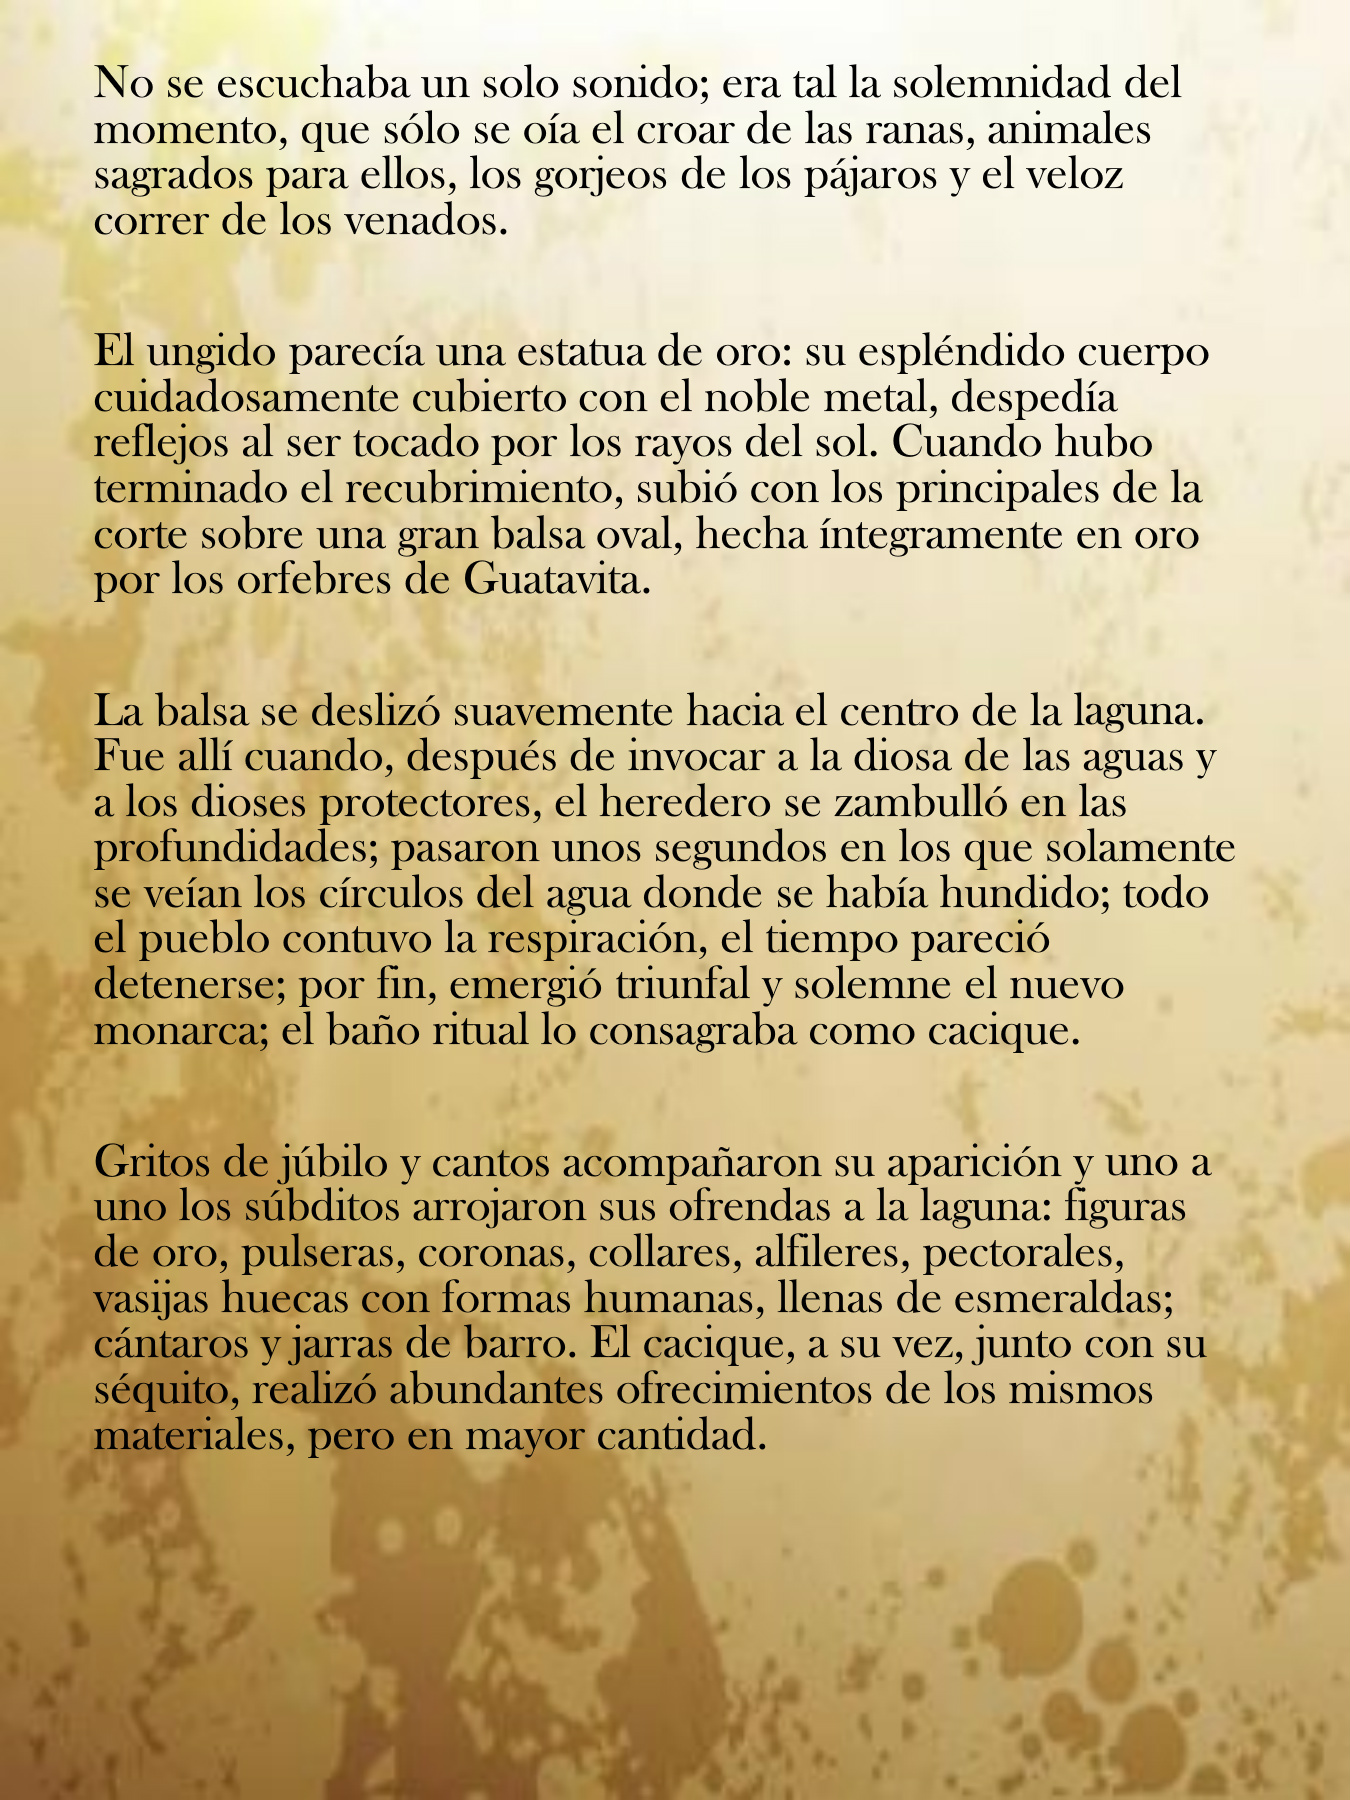 No se escuchaba un solo sonido; era tal la solemnidad del
momento, que sólo se oía el croar de las ranas, animales
sagrados para ellos, los gorjeos de los pájaros y el veloz
correr de los venados.
El ungido parecía una estatua de oro: su espléndido cuerpo
cuidadosamente cubierto con el noble metal, despedía
reflejos al ser tocado por los rayos del sol. Cuando hubo
terminado el recubrimiento, subió con los principales de la
corte sobre una gran balsa oval, hecha íntegramente en oro
por los orfebres de Guatavita.
La balsa se deslizó suavemente hacia el centro de la laguna.
Fue allí cuando, después de invocar a la diosa de las aguas y
a los dioses protectores, el heredero se zambulló en las
profundidades; pasaron unos segundos en los que solamente
se veían los círculos del agua donde se había hundido; todo
el pueblo contuvo la respiración, el tiempo pareció
detenerse; por fin, emergió triunfal y solemne el nuevo
monarca; el baño ritual lo consagraba como cacique.
Gritos de júbilo y cantos acompañaron su aparición y uno a
uno los súbditos arrojaron sus ofrendas a la laguna: figuras
de oro, pulseras, coronas, collares, alfileres, pectorales,
vasijas huecas con formas humanas, llenas de esmeraldas;
cántaros y jarras de barro. El cacique, a su vez, junto con su
séquito, realizó abundantes ofrecimientos de los mismos
materiales, pero en mayor cantidad.